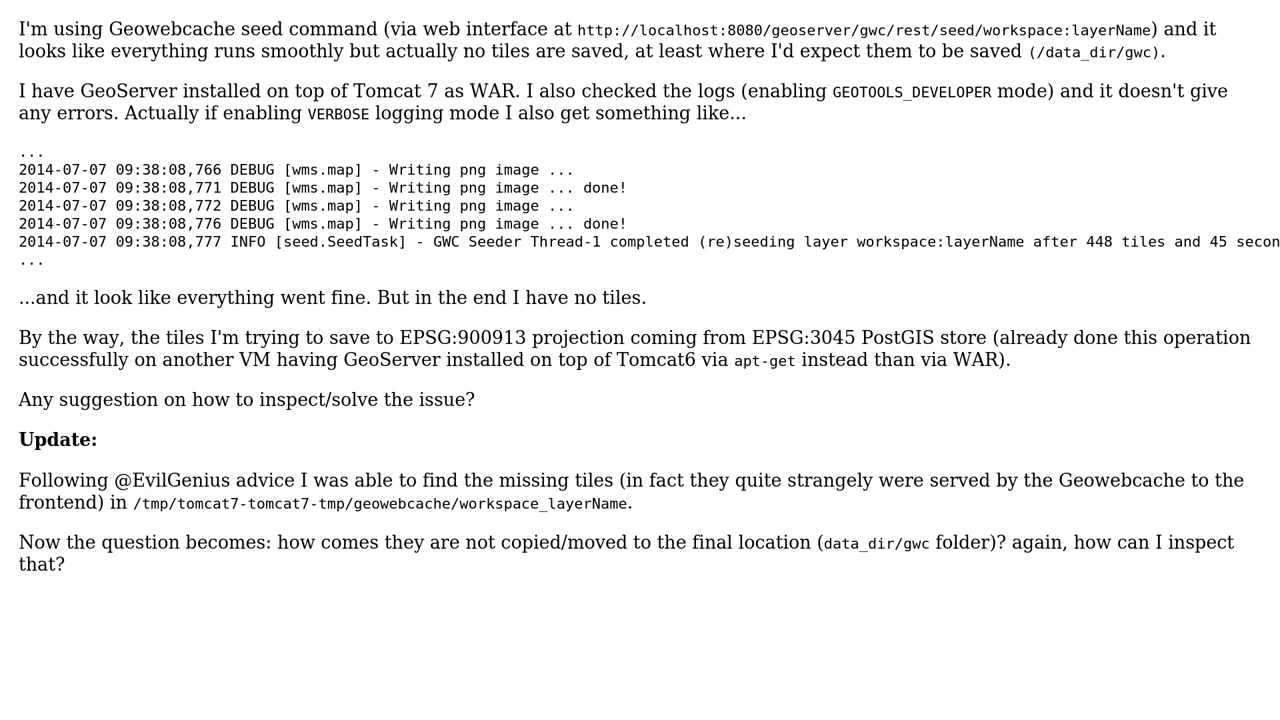 I'm using Geowebcache seed command (via web interface at http://localhost:8080/geoserver/gwc/rest/seed/workspace:layerName) and it
looks like everything runs smoothly but actually no tiles are saved, at least where I'd expect them to be saved (/data_dir/gwc).
I have GeoServer installed on top of Tomcat 7 as WAR. I also checked the logs (enabling GEOTOOLS_DEVELOPER mode) and it doesn't give
any errors. Actually if enabling VERBOSE logging mode I also get something like...
...
2014-07-07 09:38:08,766 DEBUG [wms.map] - Writing png image ...
2014-07-07 09:38:08,771 DEBUG [wms.map] - Writing png image ... done!
2014-07-07 09:38:08,772 DEBUG [wms.map] - Writing png image ...
2014-07-07 09:38:08,776 DEBUG [wms.map] - Writing png image ... done!
2014-07-07 09:38:08,777 INFO [seed.SeedTask] - GWC Seeder Thread-1 completed (re)seeding layer workspace:layerName after 448 tiles and 45 secon
...
...and it look like everything went fine. But in the end I have no tiles.
By the way, the tiles I'm trying to save to EPSG:900913 projection coming from EPSG:3045 PostGIS store (already done this operation
successfully on another VM having GeoServer installed on top of Tomcat6 via apt-get instead than via WAR).
Any suggestion on how to inspect/solve the issue?
Update:
Following @EvilGenius advice I was able to find the missing tiles (in fact they quite strangely were served by the Geowebcache to the
frontend) in /tmp/tomcat7-tomcat7-tmp/geowebcache/workspace_layerName.
Now the question becomes: how comes they are not copied/moved to the final location (data_dir/gwc folder)? again, how can I inspect
that?